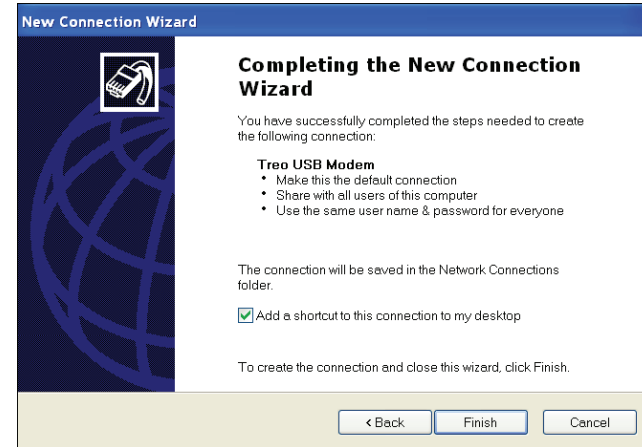 New Connection Wizard
Completing the New Connection
Wizard
You have successfully completed the steps needed to create
the following connection:
Treo USB Modem
• Make this the default connection
• Share with all users of this computer
• Use the same user name & password for everyone
The connection will be saved in the Network Connections
folder.
Add a shortcut to this connection to my desktop
To create the connection and close this wizard, click Finish.
< Back Finish Cancel